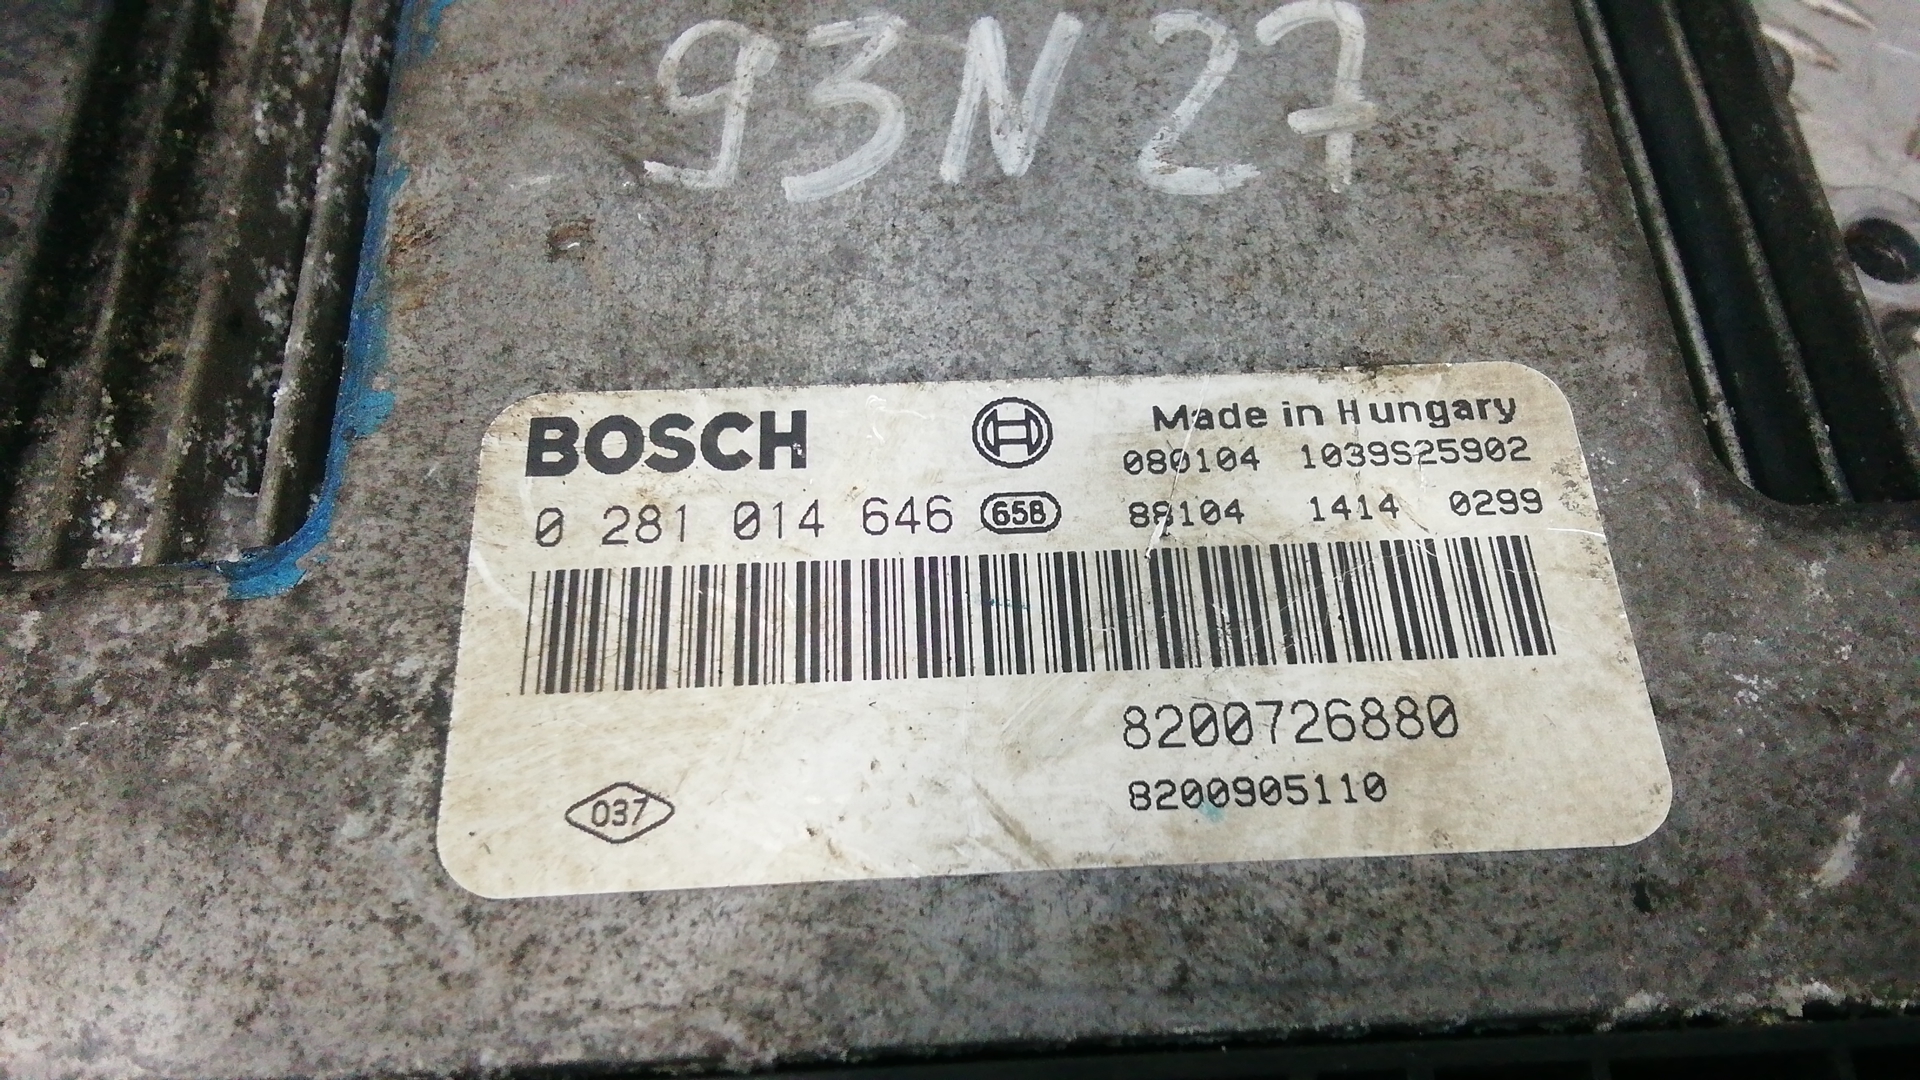 93N27
BOSCH
Made in Hungary
080104 1039S25902
0 281 014 646 658 88104 1414 0299
8200726880
8200905110
037